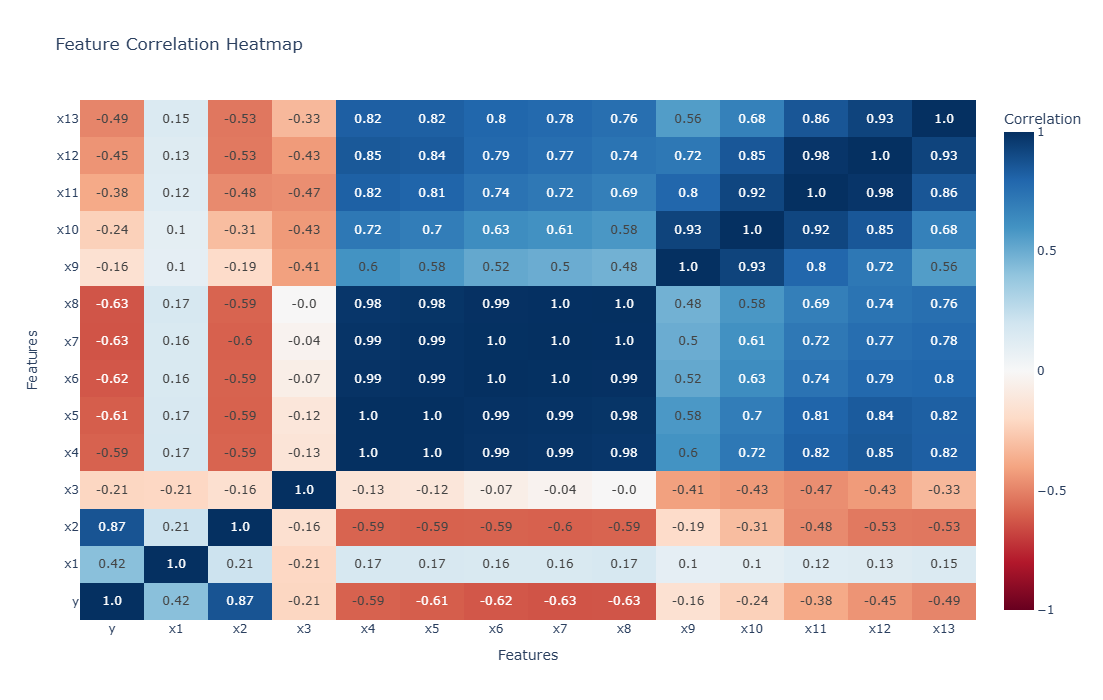 Feature Correlation Heatmap
Correlation
x13 -0.49 0.15 -0.53 -0.33 0.82 0.82 0.8 0.78 0.76 0.56 0.68 0.86 0.93 1.0
1
x12 -0.45 0.13 -0.53 -0.43 0.85 0.84 0.79 0.77 0.74 0.72 0.85 0.98 1.0 0.93
x11 -0.38 0.12 -0.48 -0.47 0.82 0.81 0.74 0.72 0.69 0.8 0.92 1.0 0.98 0.86
x10 -0.24 0.1 -0.31 -0.43 0.72 0.7 0.63 0.61 0.58 0.93 1.0 0.92 0.85 0.68
0.5
x9 -0.16 0.1 -0.19 -0.41 0.6 0.58 0.52 0.5 0.48 1.0 0.93 0.8 0.72 0.56
x8 -0.63 0.17 -0.59 -0.0 0.98 0.98 0.99 1.0 1.0 0.48 0.58 0.69 0.74 0.76
x7 -0.63 0.16 -0.6 -0.04 0.99 0.99 1.0 1.0 1.0 0.5 0.61 0.72 0.77 0.78
Features
0
x6 -0.62 0.16 -0.59 -0.07 0.99 0.99 1.0 1.0 0.99 0.52 0.63 0.74 0.79 0.8
x5 -0.61 0.17 -0.59 -0.12 1.0 1.0 0.99 0.99 0.98 0.58 0.7 0.81 0.84 0.82
x4 -0.59 0.17 -0.59 -0.13 1.0 1.0 0.99 0.99 0.98 0.6 0.72 0.82 0.85 0.82
x3 -0.21 -0.21 -0.16 1.0 -0.13 -0.12 -0.07 -0.04 -0.0 -0.41 -0.43 -0.47 -0.43 -0.33
−0.5
x2 0.87 0.21 1.0 -0.16 -0.59 -0.59 -0.59 -0.6 -0.59 -0.19 -0.31 -0.48 -0.53 -0.53
x1 0.42 1.0 0.21 -0.21 0.17 0.17 0.16 0.16 0.17 0.1 0.1 0.12 0.13 0.15
y 1.0 0.42 0.87 -0.21 -0.59 -0.61 -0.62 -0.63 -0.63 -0.16 -0.24 -0.38 -0.45 -0.49
−1
y x1 x2 x3 x4 x5 x6 x7 x8 x9 x10 x11 x12 x13
Features